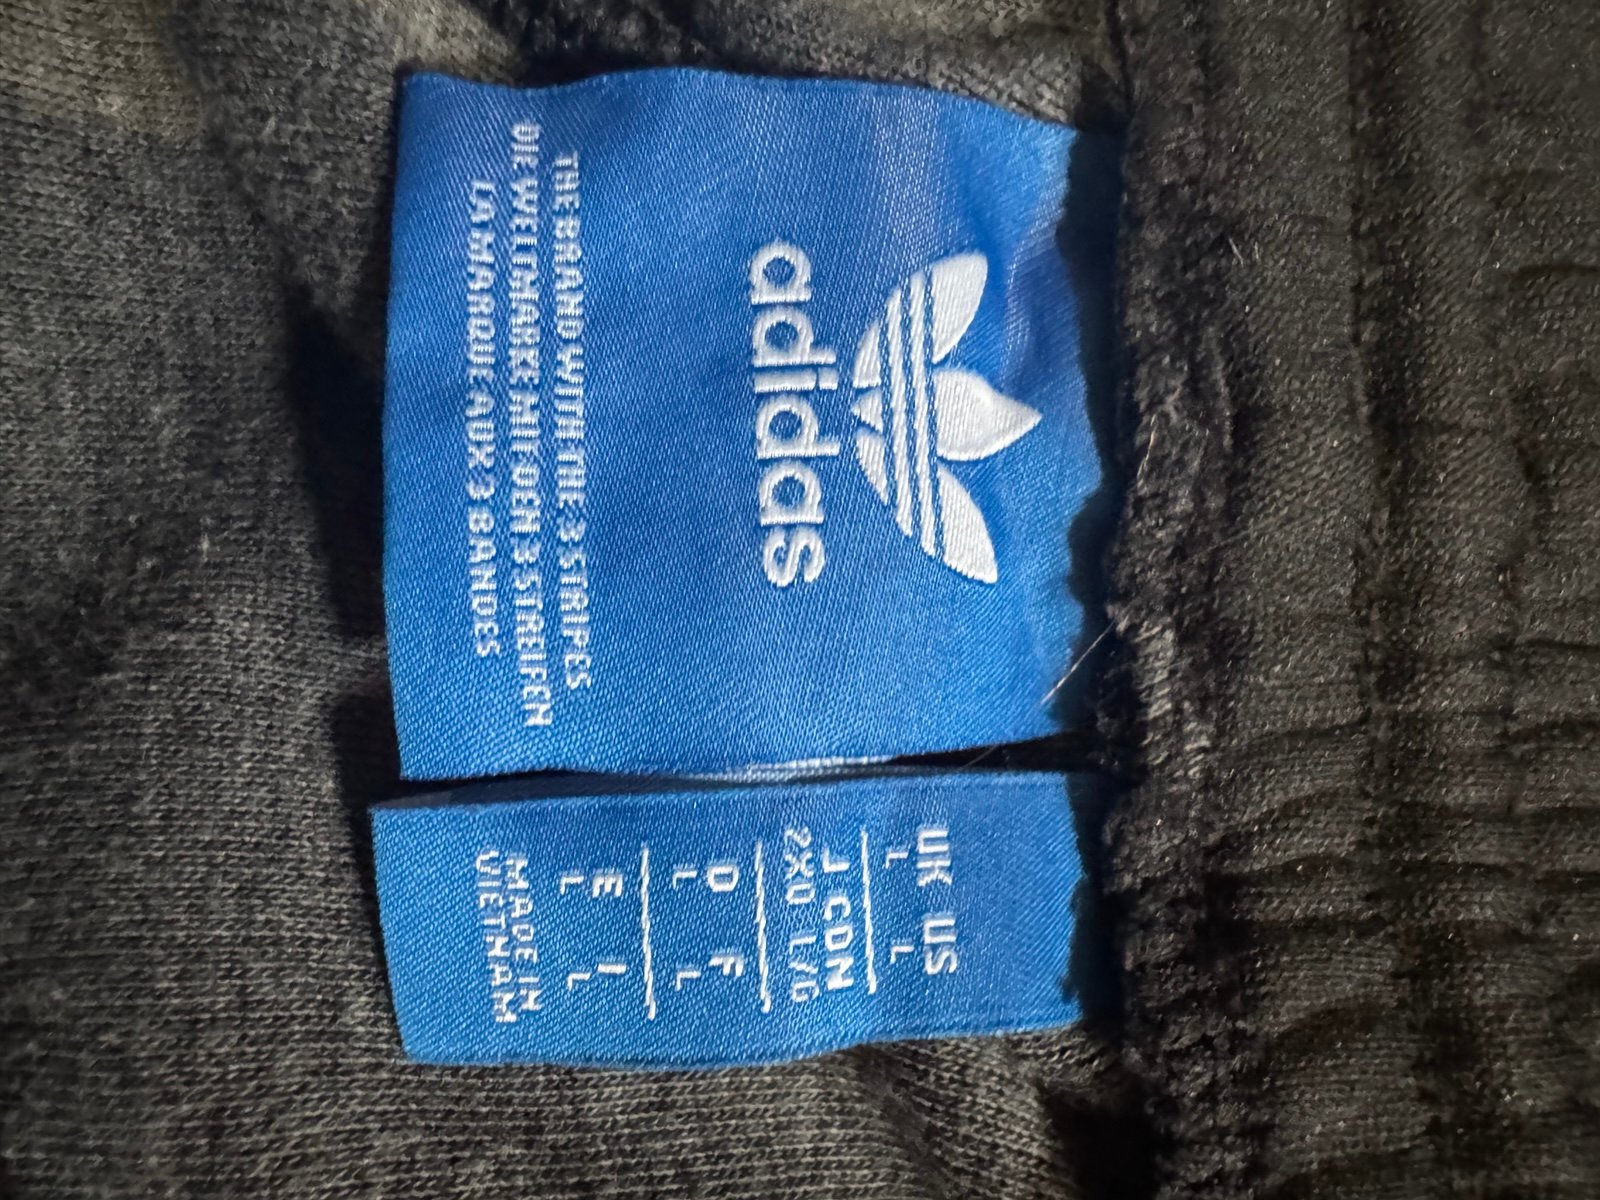 adidas
THE BRAND WITH THE 3 STRIPES
DIE WELTMARKE MIT DEN 3 STREIFEN
LA MARQUE AUX 3 BANDES
UK US
L L
J CDN
2XO L/G
D F
L L
E I
L L
MADE IN
VIETNAM